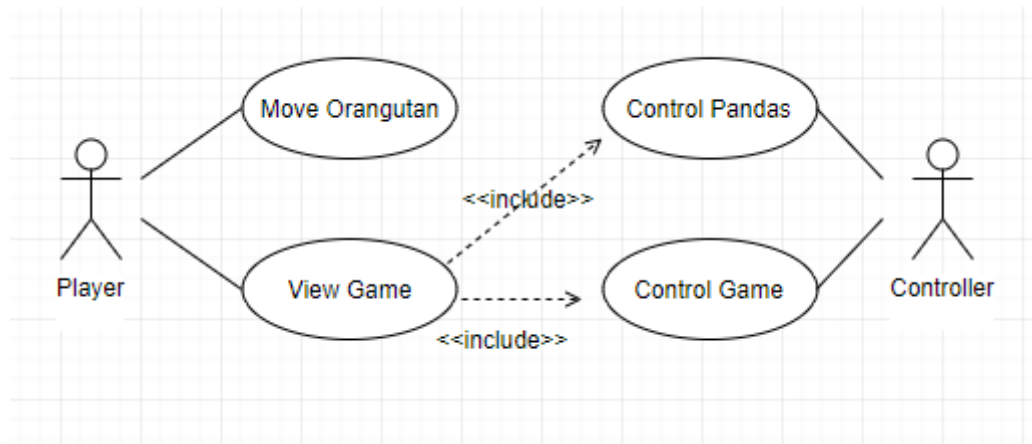 Move Orangutan
Control Pandas
<<include>>
Player
View Game
Control Game
Controller
<<include>>